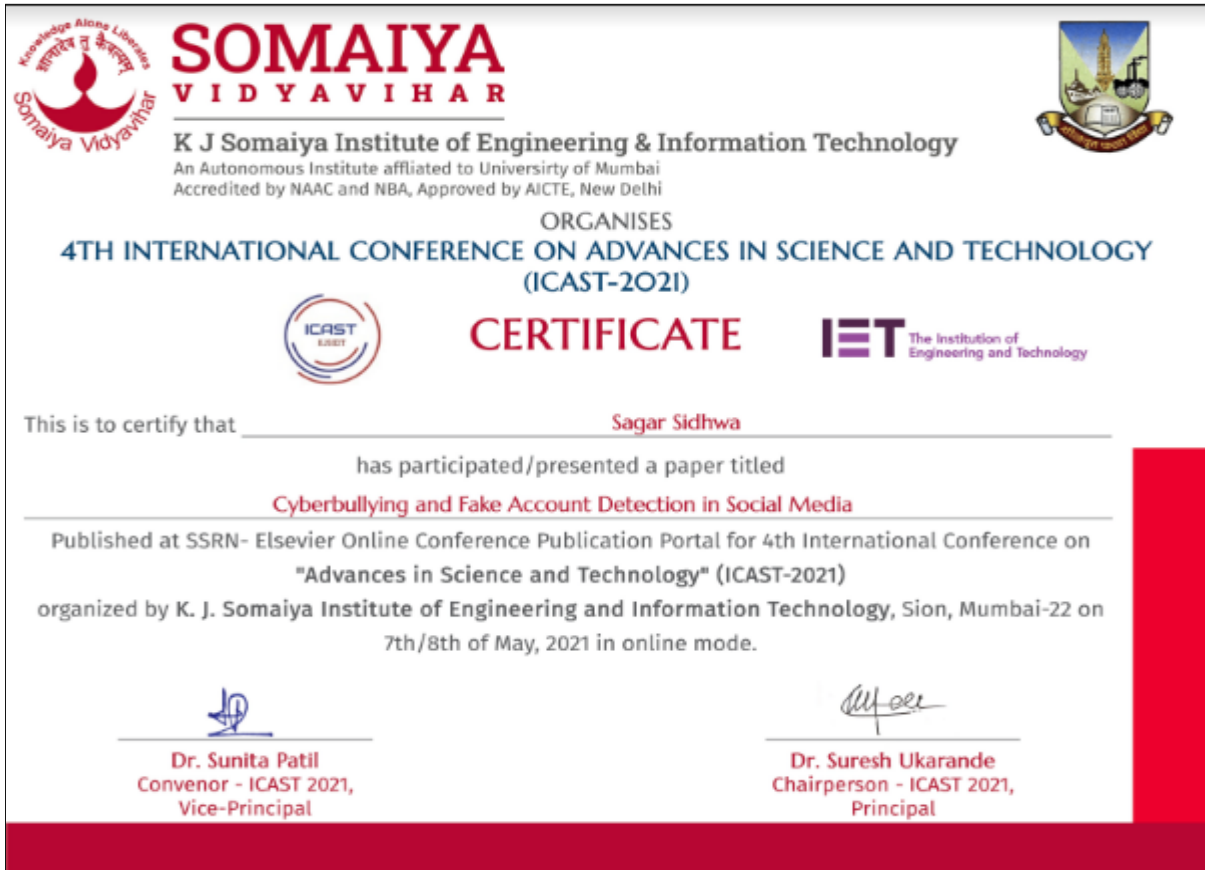 Knowledge Alone Liberates
ज्ञानादेव तु कैवल्यम्
Somaiya Vidyavihar
SOMAIYA
VIDYAVIHAR
K J Somaiya Institute of Engineering & Information Technology
An Autonomous Institute affliated to Univerisrty of Mumbai
Accredited by NAAC and NBA, Approved by AICTE, New Delhi
ORGANISES
4TH INTERNATIONAL CONFERENCE ON ADVANCES IN SCIENCE AND TECHNOLOGY
(ICAST-2021)
ICAST
CERTIFICATE
IET
The Institution of
Engineering and Technology
This is to certify that Sagar Sidhwa
has participated/presented a paper titled
Cyberbullying and Fake Account Detection in Social Media
Published at SSRN- Elsevier Online Conference Publication Portal for 4th International Conference on
"Advances in Science and Technology" (ICAST-2021)
organized by K. J. Somaiya Institute of Engineering and Information Technology, Sion, Mumbai-22 on
7th/8th of May, 2021 in online mode.
Dr. Sunita Patil
Convenor - ICAST 2021,
Vice-Principal
Dr. Suresh Ukarande
Chairperson - ICAST 2021,
Principal